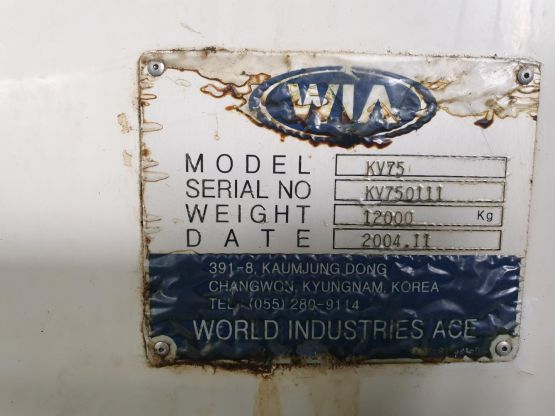 WIA
MODEL KV75
SERIAL NO KV750111
WEIGHT 12000 Kg
DATE 2004.II
391-8, KAUMJUNG DONG
CHANGWON, KYUNGNAM, KOREA
TEL : (055) 280-9114
WORLD INDUSTRIES ACE